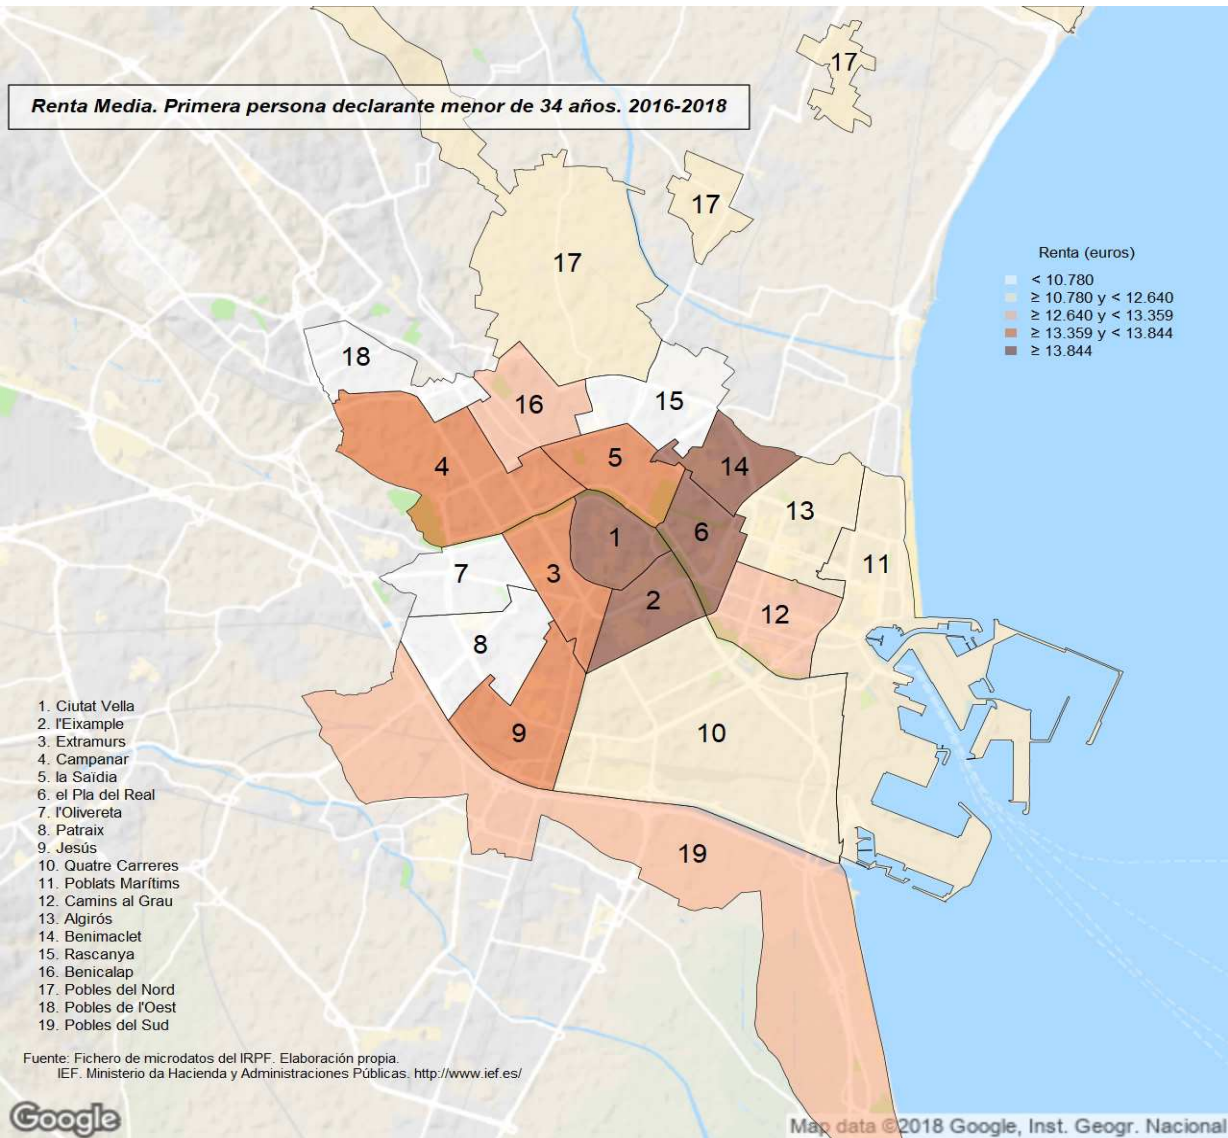 17
Renta Media. Primera persona declarante menor de 34 años. 2016-2018
17
17
Renta (euros)
< 10.780
≥ 10.780 y < 12.640
≥ 12.640 y < 13.359
≥ 13.359 y < 13.844
≥ 13.844
18
16
15
4
5
14
13
1
6
11
7
3
2
12
8
9
10
19
1. Ciutat Vella
2. l'Eixample
3. Extramurs
4. Campanar
5. la Saïdia
6. el Pla del Real
7. l'Olivereta
8. Patraix
9. Jesús
10. Quatre Carreres
11. Poblats Marítims
12. Camins al Grau
13. Algirós
14. Benimaclet
15. Rascanya
16. Benicalap
17. Pobles del Nord
18. Pobles de l'Oest
19. Pobles del Sud
Fuente: Fichero de microdatos del IRPF. Elaboración propia.
IEF. Ministerio da Hacienda y Administraciones Públicas. http://www.ief.es/
Google
Map data ©2018 Google, Inst. Geogr. Nacional